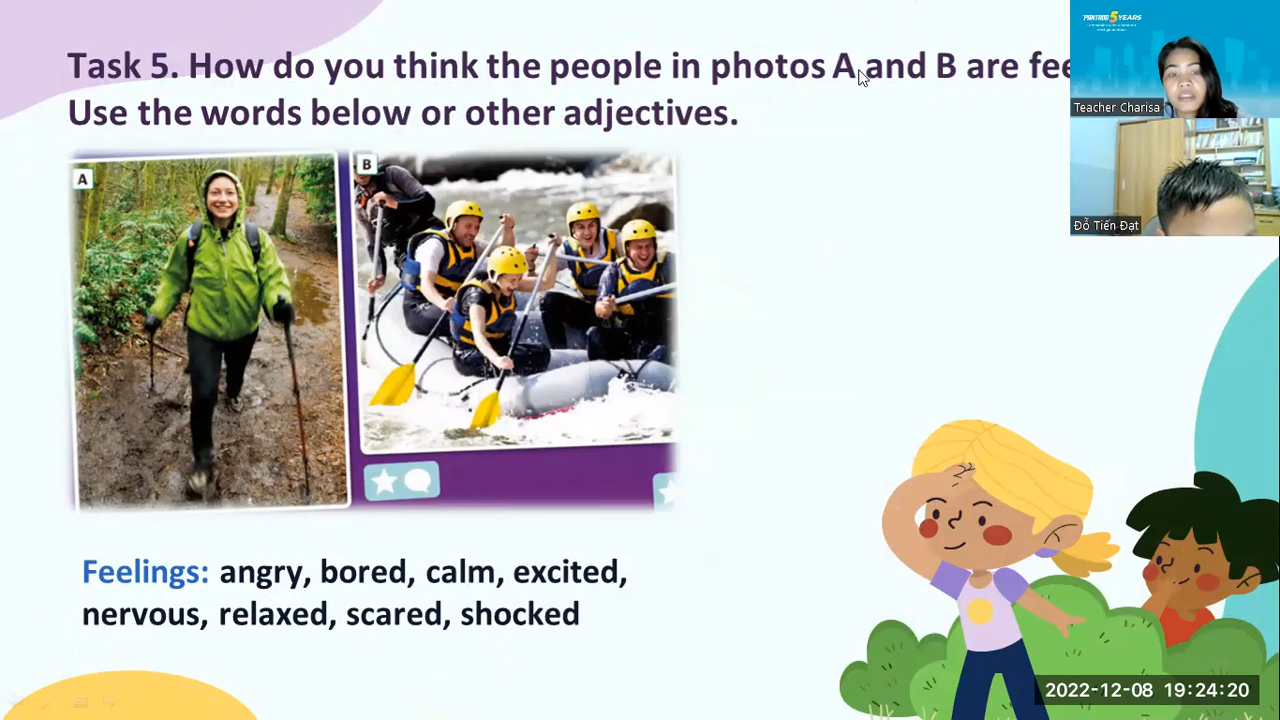 Task 5. How do you think the people in photos A and B are fee
Use the words below or other adjectives.
A
B
Feelings: angry, bored, calm, excited,
nervous, relaxed, scared, shocked
5 YEARS
Teacher Charisa
Đỗ Tiến Đạt
2022-12-08 19:24:20